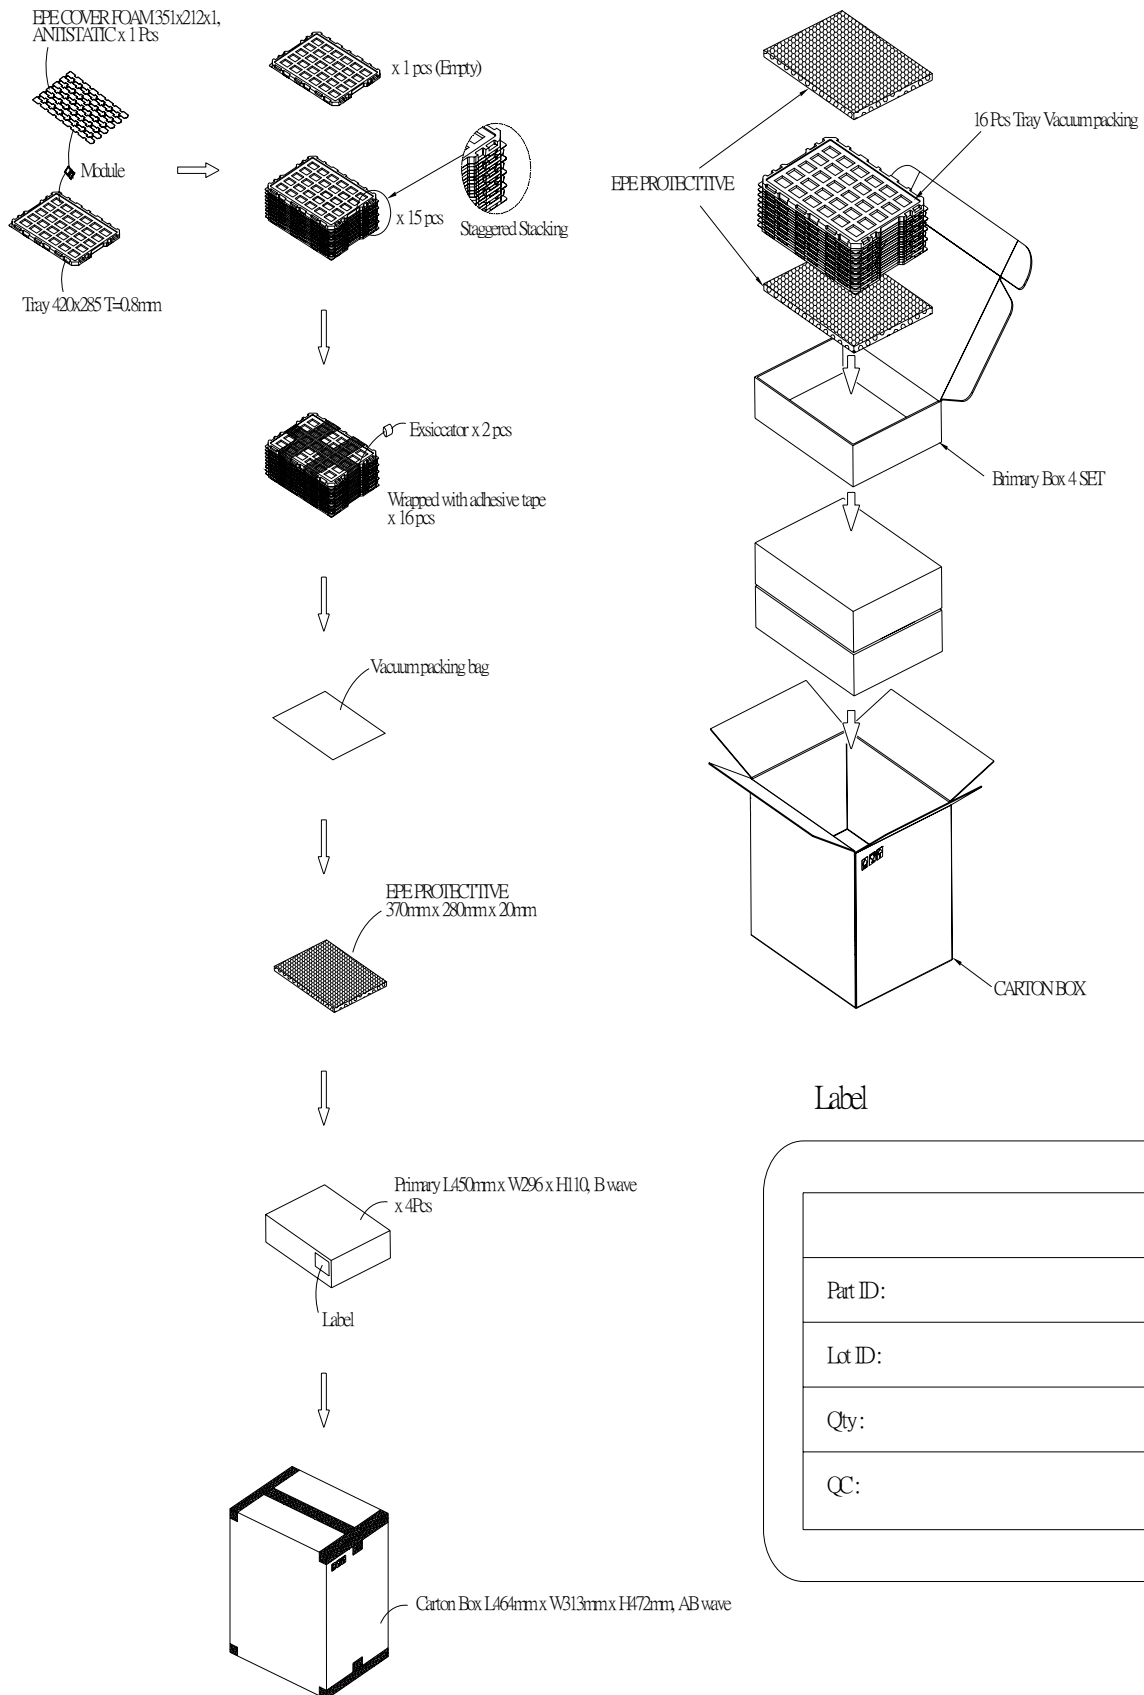 EPE COVER FOAM 351x212x1,
ANTISTATIC x 1 Pcs
Module
Tray 420x285 T=0.8mm
x 1 pcs (Empty)
x 15 pcs
Staggered Stacking
Exsiccator x 2 pcs
Wrapped with adhesive tape
x 16 pcs
Vacuum packing bag
EPE PROTECTTIVE
370mm x 280mm x 20mm
Primary L450mm x W296 x H110, B wave
x 4Pcs
Label
Carton Box L464mm x W313mm x H472mm, AB wave
16 Pcs Tray Vacuum packing
EPE PROTECTTIVE
Brimary Box 4 SET
CARTON BOX
Label
Part ID:
Lot ID:
Qty:
QC: